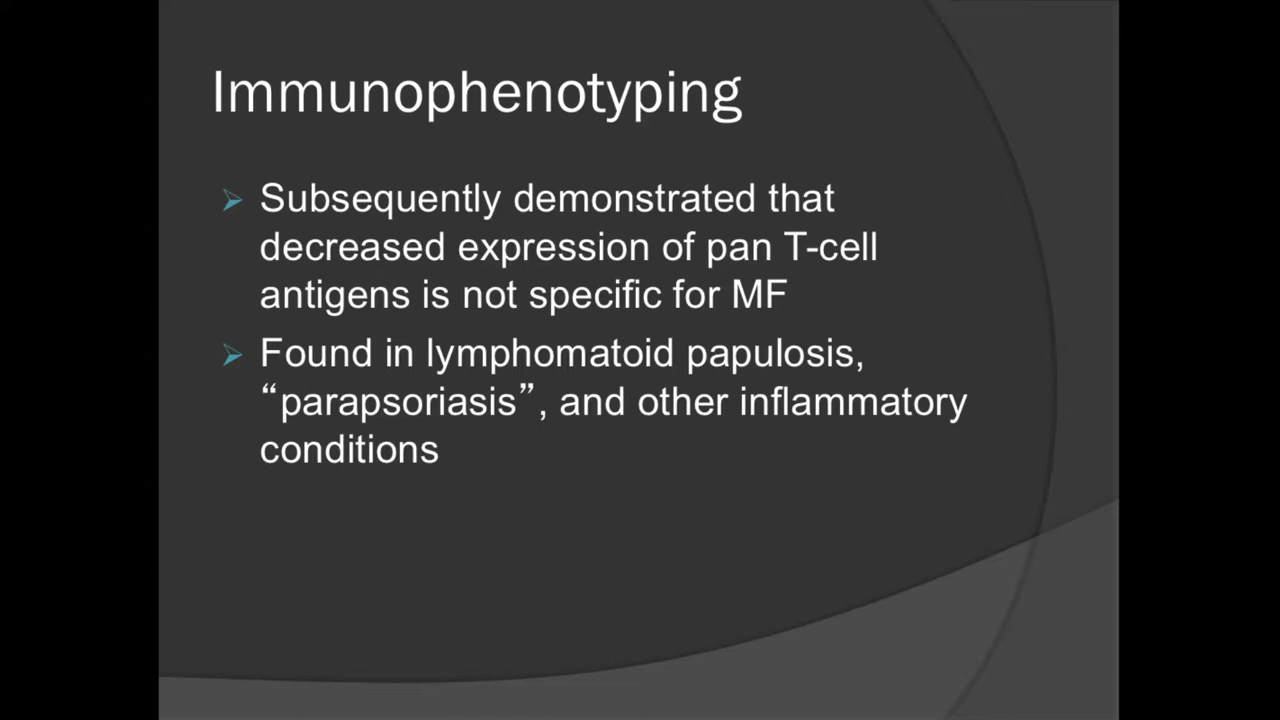 Immunophenotyping
Subsequently demonstrated that
decreased expression of pan T-cell
antigens is not specific for MF
Found in lymphomatoid papulosis,
“parapsoriasis”, and other inflammatory
conditions